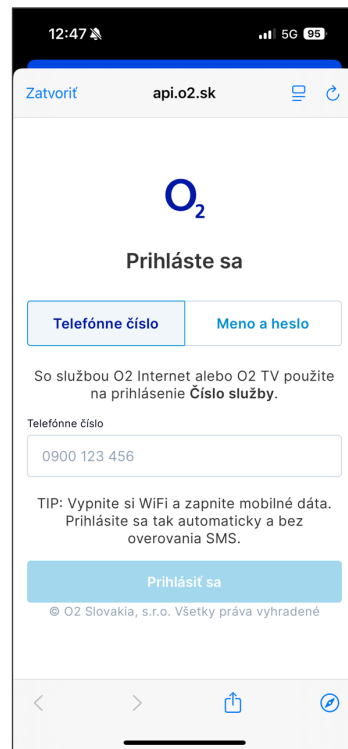 12:47
5G 95
Zatvoriť
api.o2.sk
O2
Prihláste sa
Telefónne číslo
Meno a heslo
So službou O2 Internet alebo O2 TV použite
na prihlásenie Číslo služby.
Telefónne číslo
0900 123 456
TIP: Vypnite si WiFi a zapnite mobilné dáta.
Prihlásite sa tak automaticky a bez
overovania SMS.
Prihlásiť sa
© O2 Slovakia, s.r.o. Všetky práva vyhradené